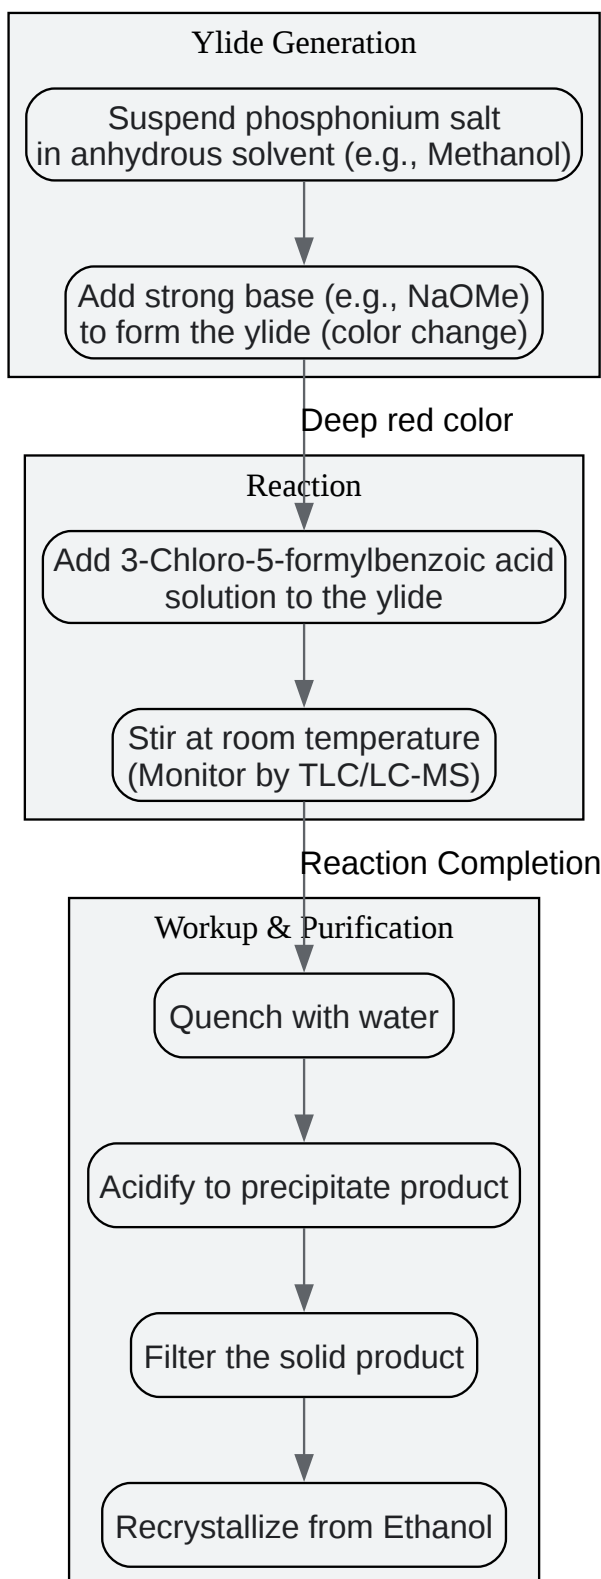 Ylide Generation
Suspend phosphonium salt
in anhydrous solvent (e.g., Methanol)
Add strong base (e.g., NaOMe)
to form the ylide (color change)
Deep red color
Reaction
Add 3-Chloro-5-formylbenzoic acid
solution to the ylide
Stir at room temperature
(Monitor by TLC/LC-MS)
Reaction Completion
Workup & Purification
Quench with water
Acidify to precipitate product
Filter the solid product
Recrystallize from Ethanol